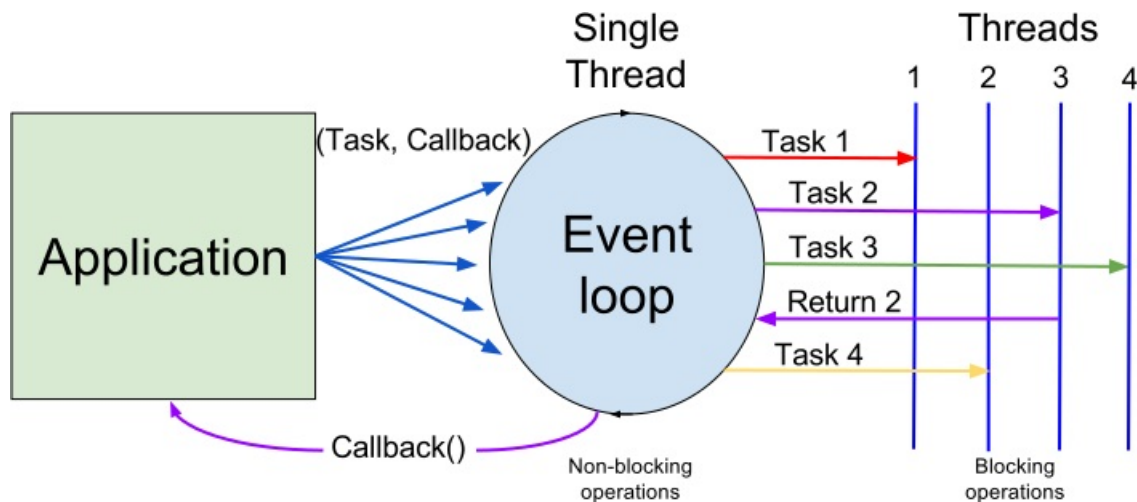 Single
Thread
Threads
1 2 3 4
(Task, Callback)
Application
Event
loop
Task 1
Task 2
Task 3
Return 2
Task 4
Callback()
Non-blocking
operations
Blocking
operations